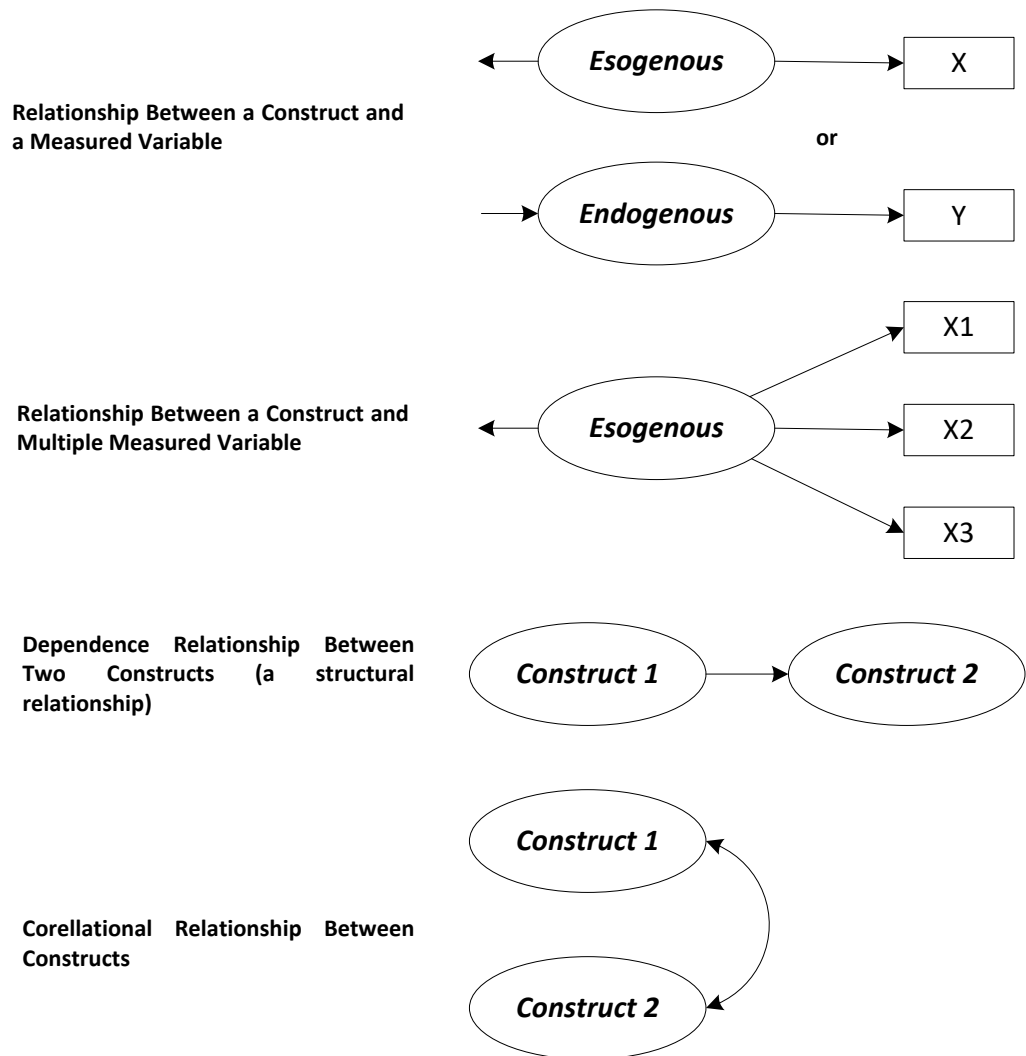 Esogenous
X
Relationship Between a Construct and
a Measured Variable
or
Endogenous
Y
X1
Relationship Between a Construct and
Multiple Measured Variable
Esogenous
X2
X3
Dependence Relationship Between
Two Constructs (a structural
relationship)
Construct 1
Construct 2
Construct 1
Corellational Relationship Between
Constructs
Construct 2